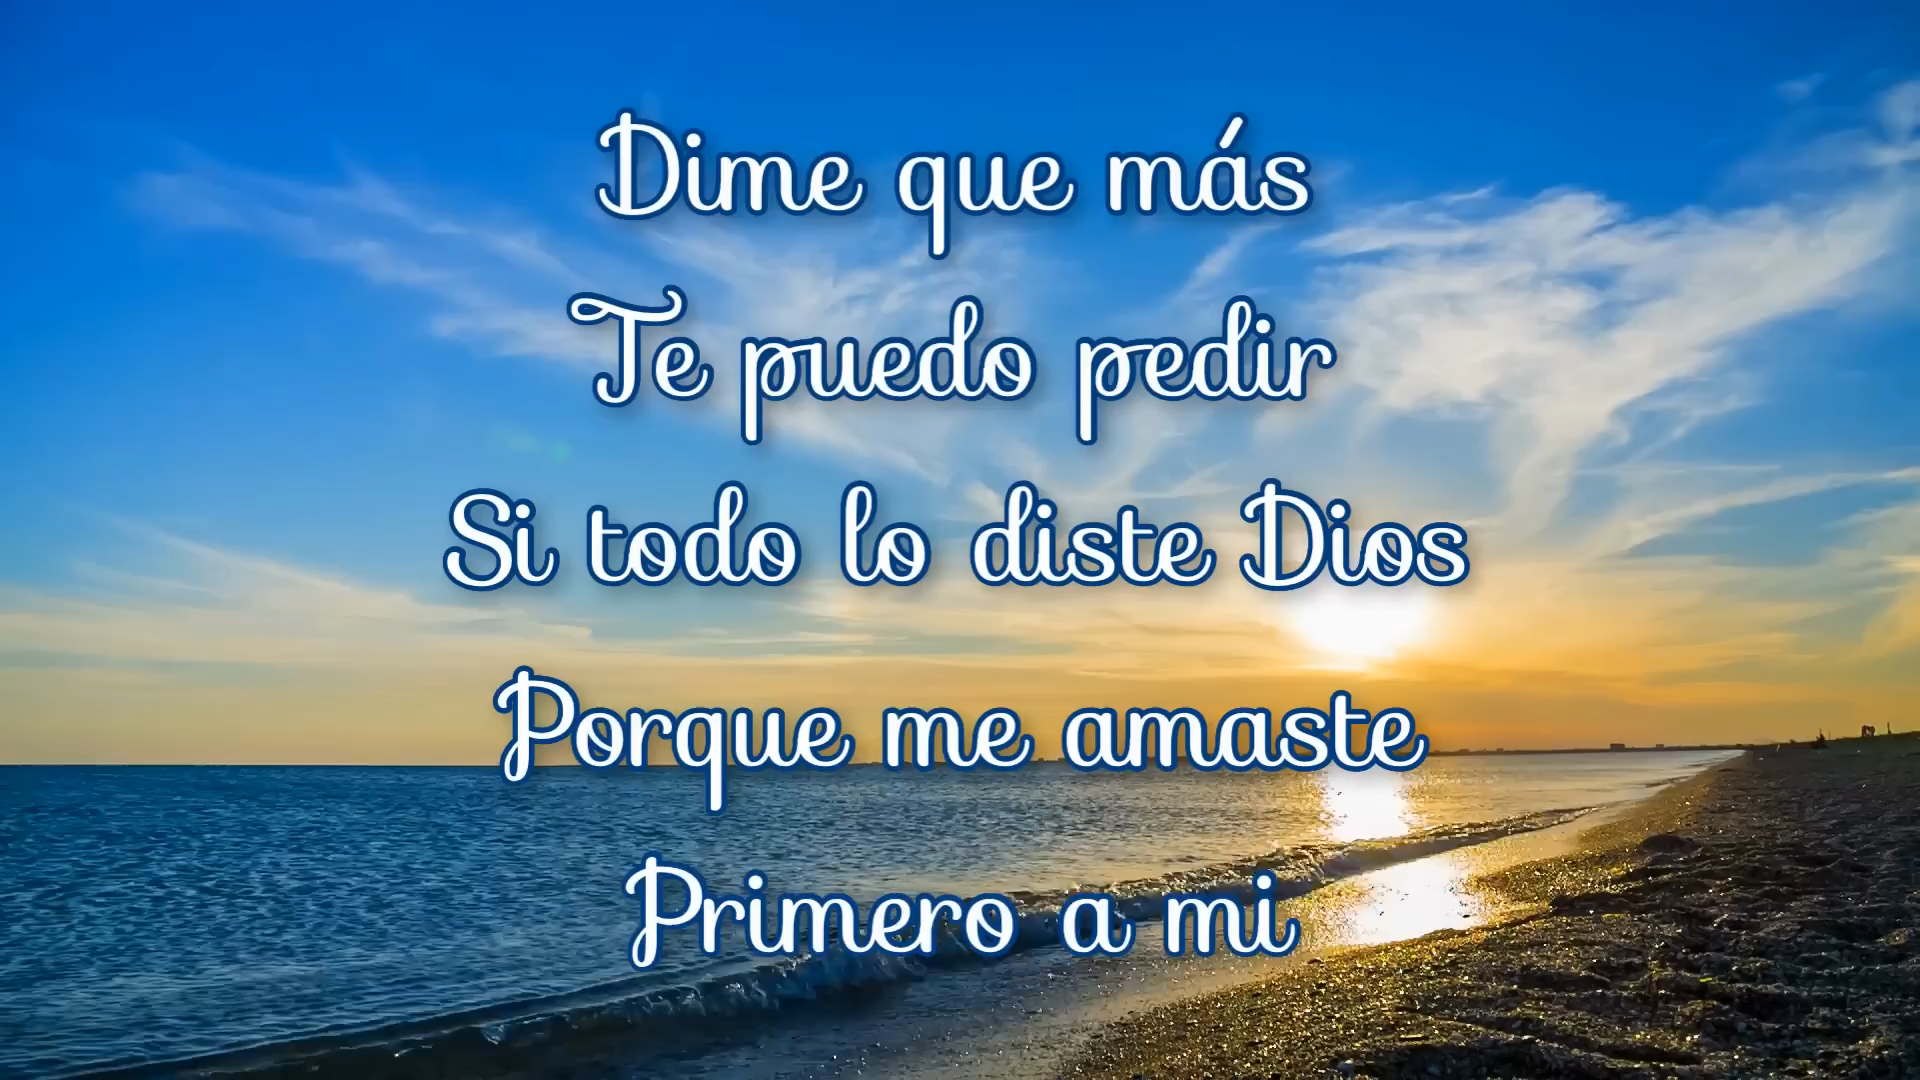 Dime que más
Te puedo pedir
Si todo lo diste Dios
Porque me amaste
Primero a mi